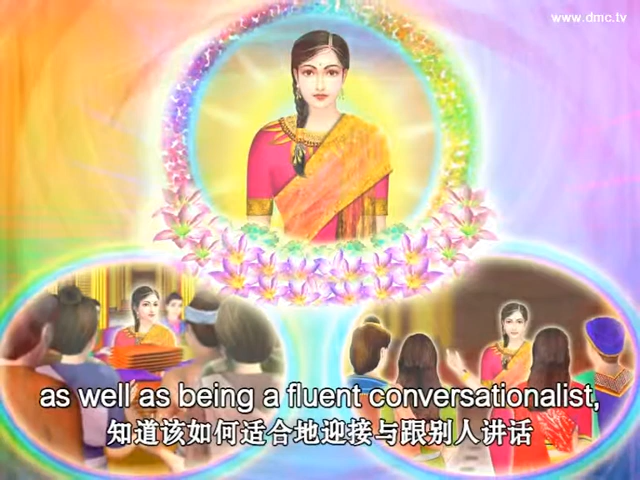 www.dmc.tv
as well as being a fluent conversationalist,
知道该如何适合地迎接与跟别人讲话